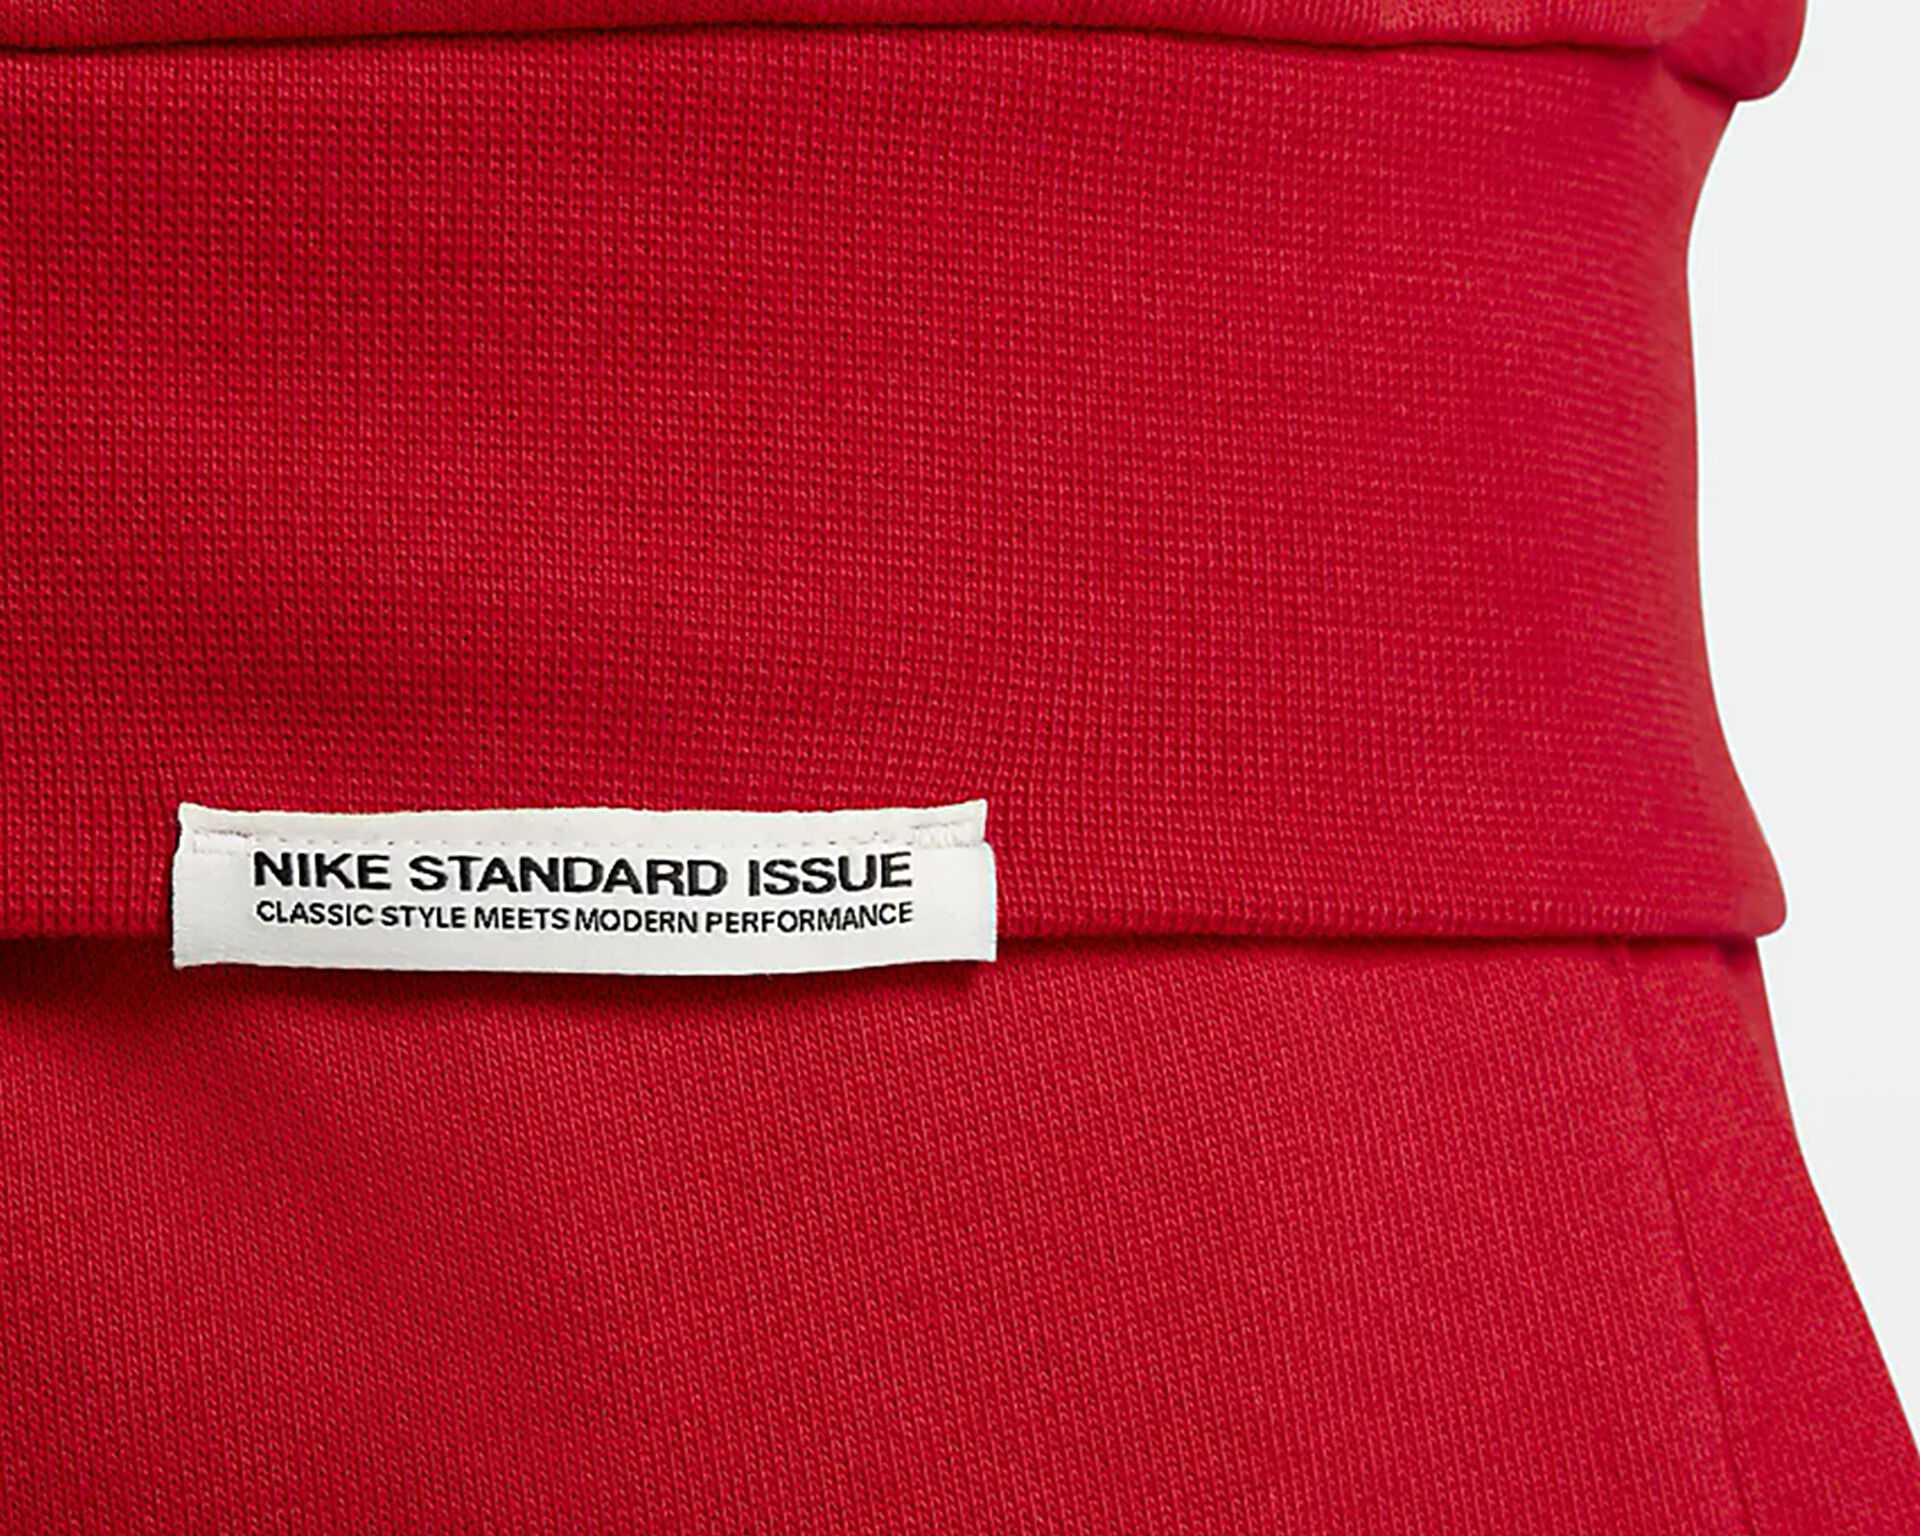 NIKE STANDARD ISSUE
CLASSIC STYLE MEETS MODERN PERFORMANCE